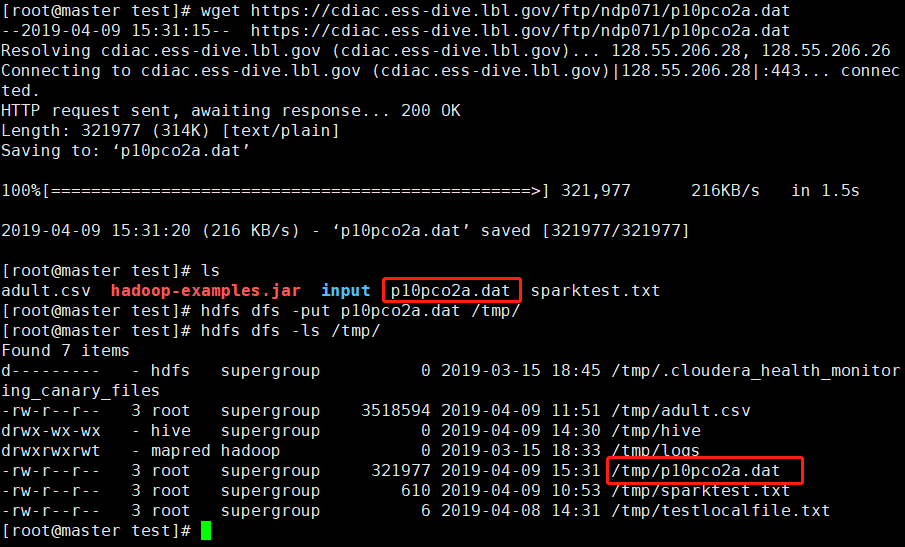 [root@master test]# wget https://cdiac.ess-dive.lbl.gov/ftp/ndp071/p10pco2a.dat
--2019-04-09 15:31:15--  https://cdiac.ess-dive.lbl.gov/ftp/ndp071/p10pco2a.dat
Resolving cdiac.ess-dive.lbl.gov (cdiac.ess-dive.lbl.gov)... 128.55.206.28, 128.55.206.26
Connecting to cdiac.ess-dive.lbl.gov (cdiac.ess-dive.lbl.gov)|128.55.206.28|:443... connec
ted.
HTTP request sent, awaiting response... 200 OK
Length: 321977 (314K) [text/plain]
Saving to: ‘p10pco2a.dat’
100%[================================================>] 321,977      216KB/s   in 1.5s
2019-04-09 15:31:20 (216 KB/s) - ‘p10pco2a.dat’ saved [321977/321977]
[root@master test]# ls
adult.csv  hadoop-examples.jar  input  p10pco2a.dat  sparktest.txt
[root@master test]# hdfs dfs -put p10pco2a.dat /tmp/
[root@master test]# hdfs dfs -ls /tmp/
Found 7 items
d---------   - hdfs   supergroup          0 2019-03-15 18:45 /tmp/.cloudera_health_monitor
ing_canary_files
-rw-r--r--   3 root   supergroup    3518594 2019-04-09 11:51 /tmp/adult.csv
drwx-wx-wx   - hive   supergroup          0 2019-04-09 14:30 /tmp/hive
drwxrwxrwt   - mapred hadoop              0 2019-03-15 18:33 /tmp/logs
-rw-r--r--   3 root   supergroup     321977 2019-04-09 15:31 /tmp/p10pco2a.dat
-rw-r--r--   3 root   supergroup        610 2019-04-09 10:53 /tmp/sparktest.txt
-rw-r--r--   3 root   supergroup          6 2019-04-08 14:31 /tmp/testlocalfile.txt
[root@master test]#